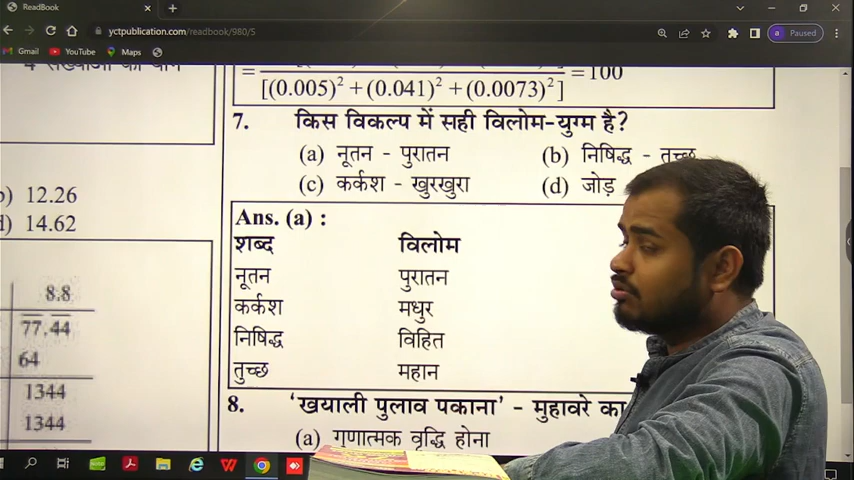 ReadBook
yctpublication.com/readbook/980/5
a Paused
Gmail YouTube Maps
[(0.005)² + (0.041)² + (0.0073)²] = 100
7. किस विकल्प में सही विलोम-युग्म है?
(a) नूतन - पुरातन (b) निषिद्ध - तुच्छ
(c) कर्कश - खुरखुरा (d) जोड़
12.26
14.62
Ans. (a) :
शब्द विलोम
नूतन पुरातन
कर्कश मधुर
निषिद्ध विहित
तुच्छ महान
8.8
77.44
64
1344
1344
8. 'खयाली पुलाव पकाना' - मुहावरे का
(a) गुणात्मक वृद्धि होना